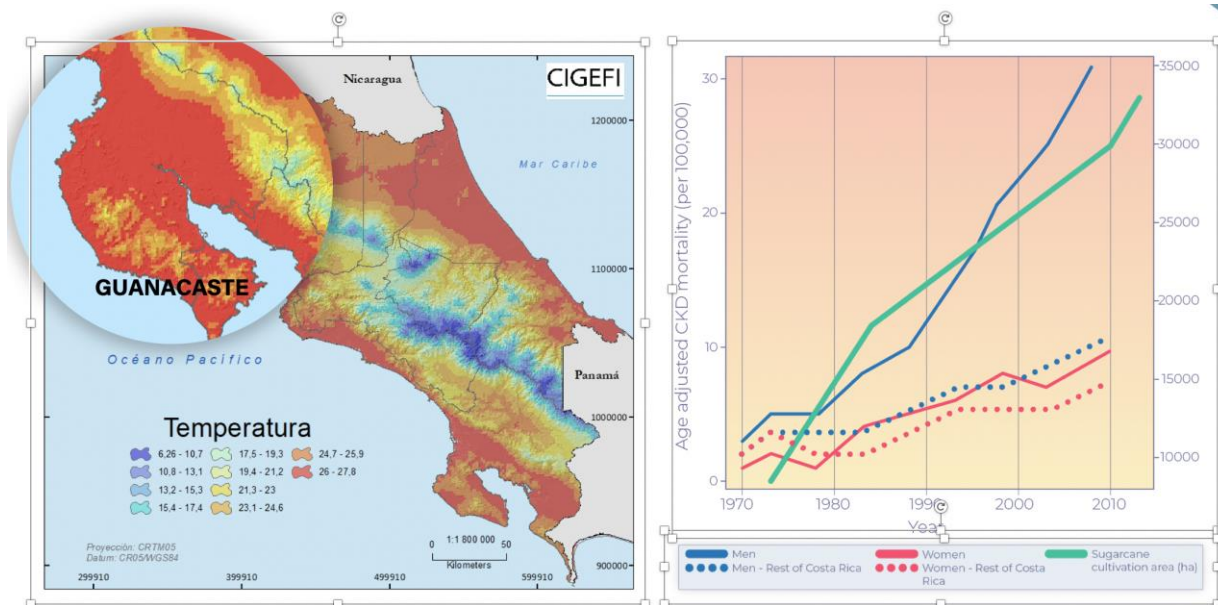 Nicaragua
CIGEFI
Mar Caribe
GUANACASTE
Océano Pacífico
Panamá
Temperatura
6,26 - 10,7
10,8 - 13,1
13,2 - 15,3
15,4 - 17,4
17,5 - 19,3
19,4 - 21,2
21,3 - 23
23,1 - 24,6
24,7 - 25,9
26 - 27,8
Proyección: CRTM05
Datum: CR05/WGS84
1:1 800 000
0 50
Kilometers
1200000
1100000
1000000
900000
299910 399910 499910 599910
Age adjusted CKD mortality (per 100,000)
30
20
10
0
35000
30000
25000
20000
15000
10000
1970 1980 1990 2000 2010
Year
Men
Men - Rest of Costa Rica
Women
Women - Rest of Costa
Rica
Sugarcane
cultivation area (ha)